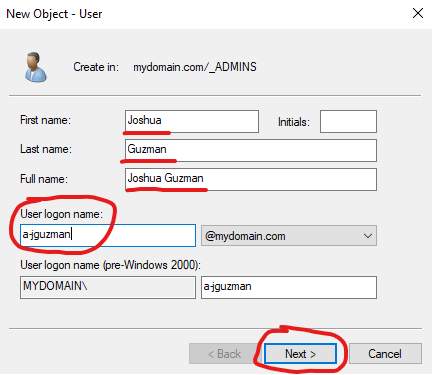 New Object - User
Create in: mydomain.com/_ADMINS
First name: Joshua Initials:
Last name: Guzman
Full name: Joshua Guzman
User logon name:
a-jguzman @mydomain.com
User logon name (pre-Windows 2000):
MYDOMAIN\ a-jguzman
< Back Next > Cancel